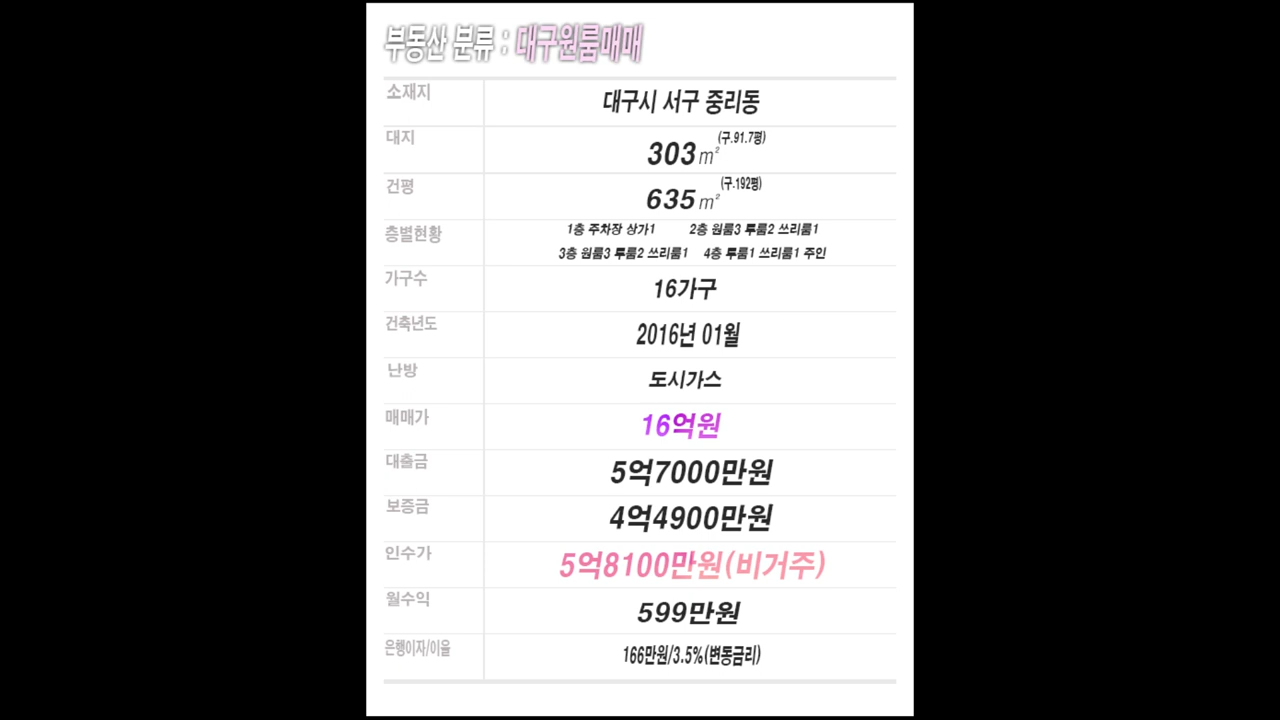 부동산 분류 : 대구원룸매매
소재지 대구시 서구 중리동
대지 303m² (구.91.7평)
건평 635m² (구.192평)
층별현황 1층 주차장 상가1 2층 원룸3 투룸2 쓰리룸1
3층 원룸3 투룸2 쓰리룸1 4층 투룸1 쓰리룸1 주인
가구수 16가구
건축년도 2016년 01월
난방 도시가스
매매가 16억원
대출금 5억7000만원
보증금 4억4900만원
인수가 5억8100만원(비거주)
월수익 599만원
은행이자/이율 166만원/3.5%(변동금리)